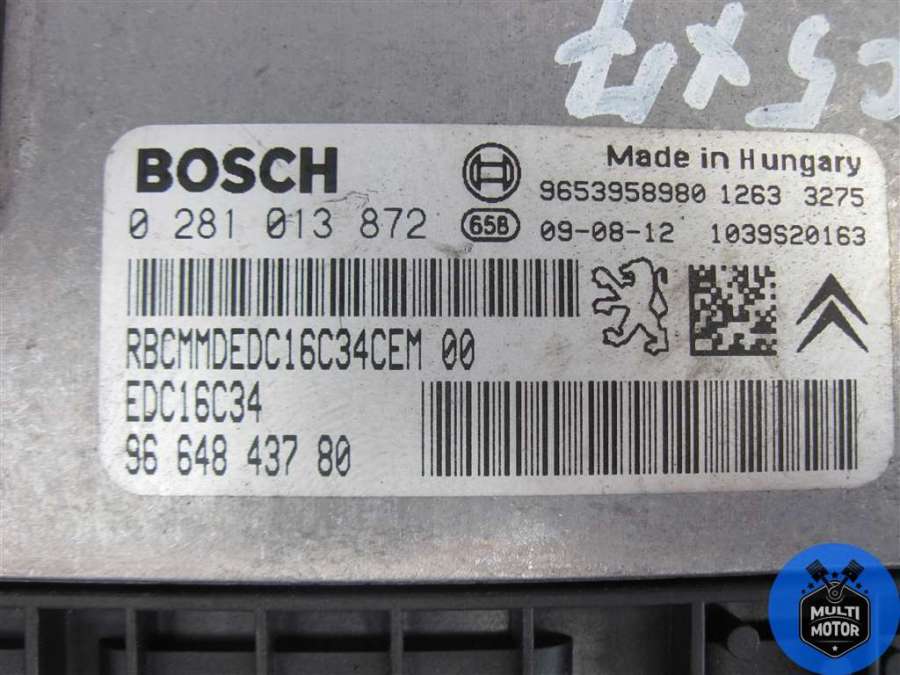 C5X7
BOSCH
Made in Hungary
9653958980 1263 3275
0 281 013 872
658
09-08-12 1039S20163
RBCMMDEDC16C34CEM 00
EDC16C34
96 648 437 80
MULTI
MOTOR